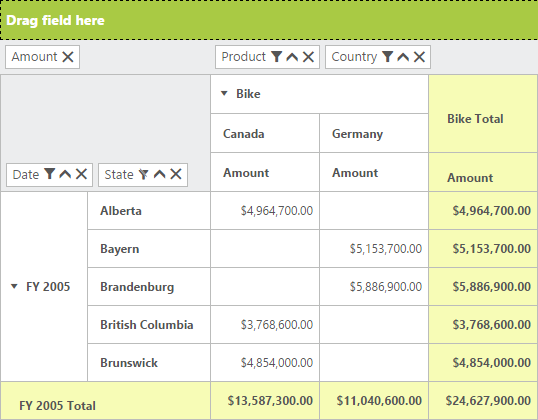 Drag field here
Amount Product Country
Bike
Bike Total
Canada Germany
Date State Amount Amount Amount
FY 2005 Alberta $4,964,700.00 $4,964,700.00
Bayern $5,153,700.00 $5,153,700.00
Brandenburg $5,886,900.00 $5,886,900.00
British Columbia $3,768,600.00 $3,768,600.00
Brunswick $4,854,000.00 $4,854,000.00
FY 2005 Total $13,587,300.00 $11,040,600.00 $24,627,900.00